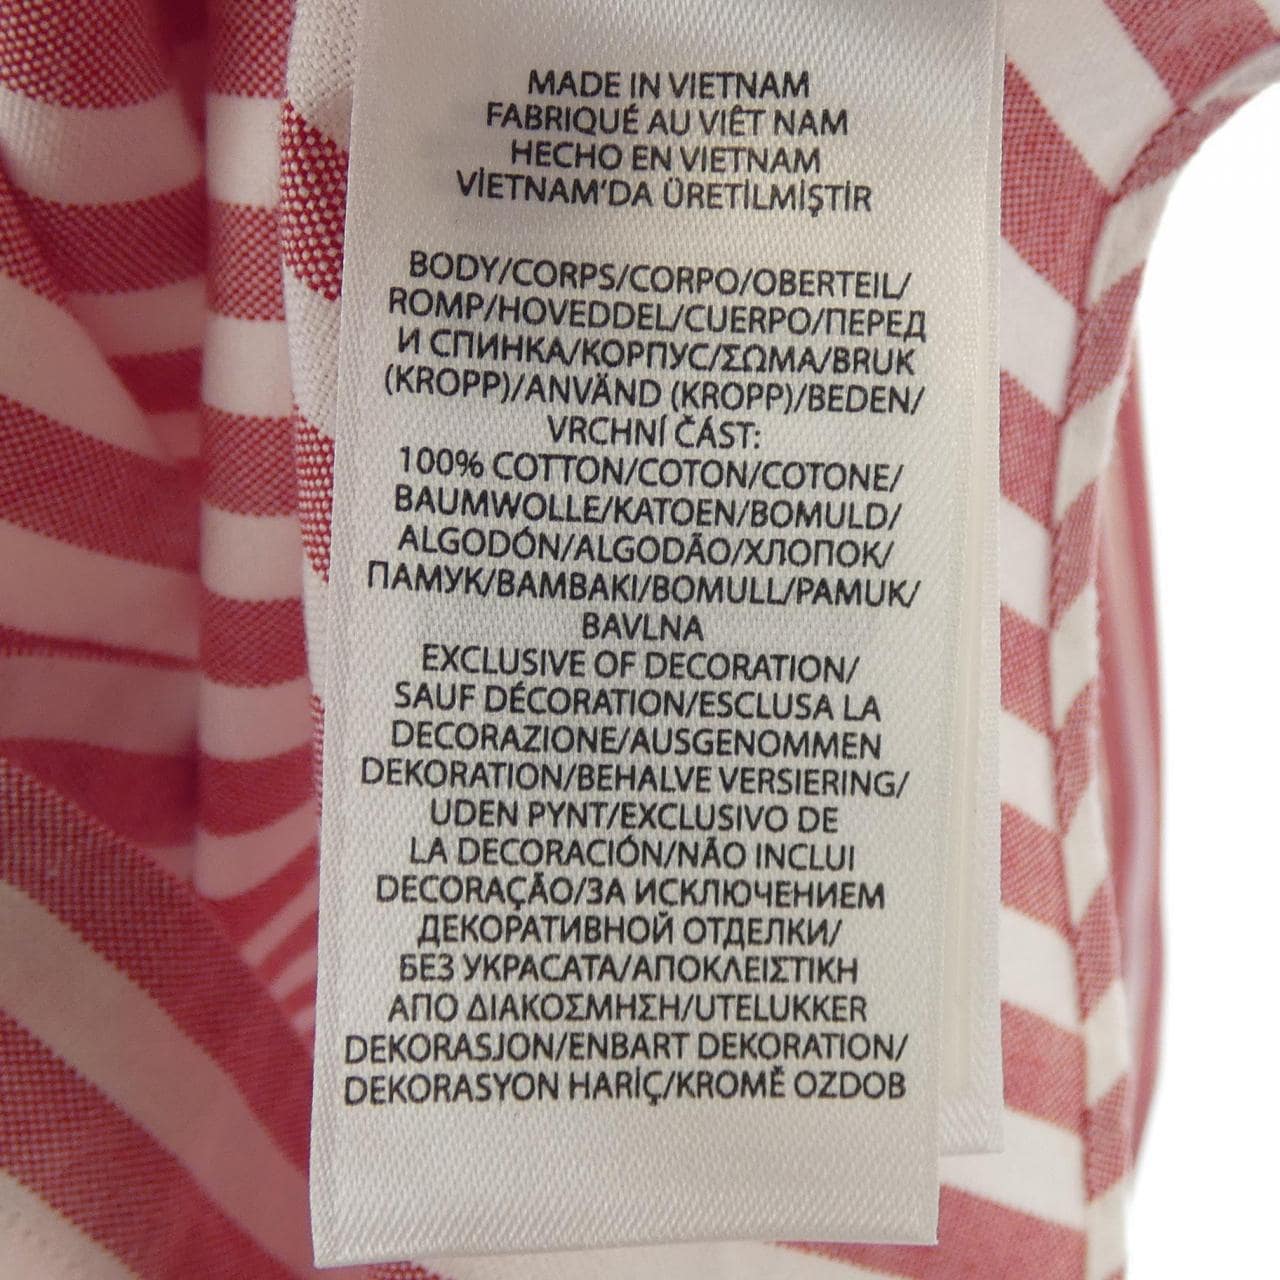 MADE IN VIETNAM
FABRIQUÉ AU VIÊT NAM
HECHO EN VIETNAM
VİETNAM'DA ÜRETİLMİŞTİR
BODY/CORPS/CORPO/OBERTEIL/
ROMP/HOVEDDEL/CUERPO/ПЕРЕД
И СПИНКА/КОРПУС/ΣΩΜΑ/BRUK
(KROPP)/ANVÄND (KROPP)/BEDEN/
VRCHNÍ ČÁST:
100% COTTON/COTON/COTONE/
BAUMWOLLE/KATOEN/BOMULD/
ALGODÓN/ALGODÃO/ХЛОПОК/
ПАМУК/BAMBAKI/BOMULL/PAMUK/
BAVLNA
EXCLUSIVE OF DECORATION/
SAUF DÉCORATION/ESCLUSA LA
DECORAZIONE/AUSGENOMMEN
DEKORATION/BEHALVE VERSIERING/
UDEN PYNT/EXCLUSIVO DE
LA DECORACIÓN/NÃO INCLUI
DECORAÇÃO/ЗА ИСКЛЮЧЕНИЕМ
ДЕКОРАТИВНОЙ ОТДЕЛКИ/
БЕЗ УКРАСАТА/ΑΠΟΚΛΕΙΣΤΙΚΗ
ΑΠΟ ΔΙΑΚΟΣΜΗΣΗ/UTELUKKER
DEKORASJON/ENBART DEKORATION/
DEKORASYON HARİÇ/KROMĚ OZDOB